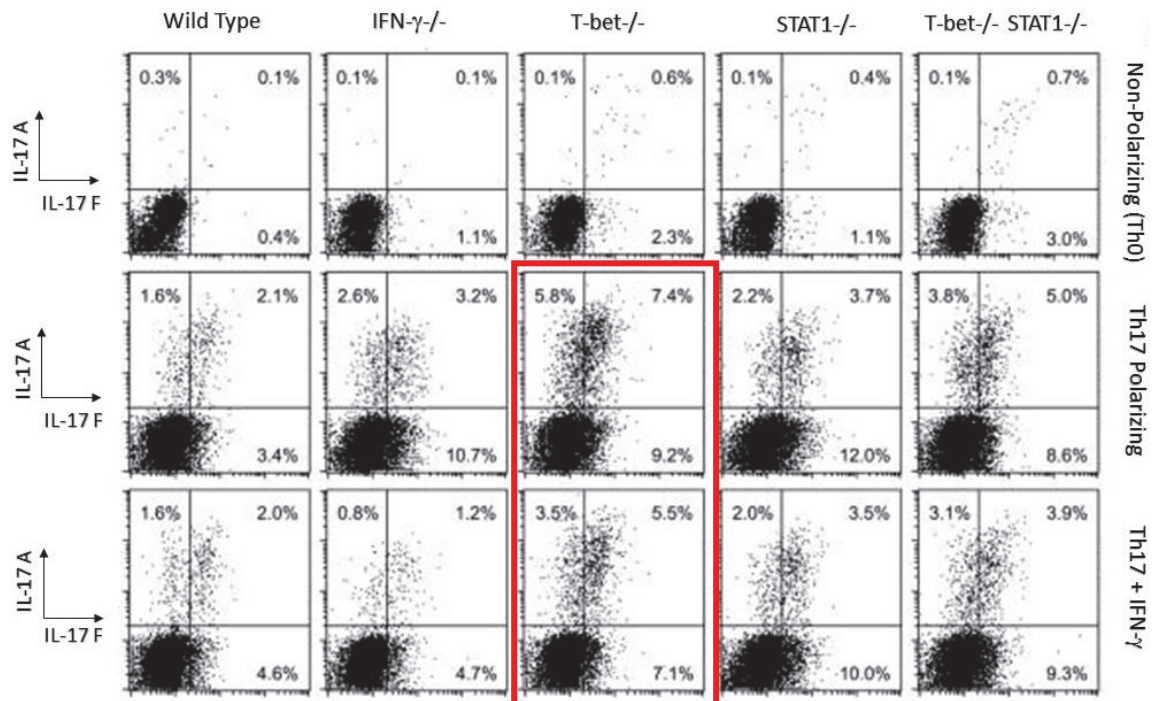 Wild Type IFN-γ-/- T-bet-/- STAT1-/- T-bet-/- STAT1-/-
0.3% 0.1% 0.1% 0.1% 0.1% 0.6% 0.1% 0.4% 0.1% 0.7%
IL-17 A
IL-17 F
0.4% 1.1% 2.3% 1.1% 3.0%
Non-Polarizing (Th0)
1.6% 2.1% 2.6% 3.2% 5.8% 7.4% 2.2% 3.7% 3.8% 5.0%
IL-17 A
IL-17 F
3.4% 10.7% 9.2% 12.0% 8.6%
Th17 Polarizing
1.6% 2.0% 0.8% 1.2% 3.5% 5.5% 2.0% 3.5% 3.1% 3.9%
IL-17 A
IL-17 F
4.6% 4.7% 7.1% 10.0% 9.3%
Th17 + IFN-γ